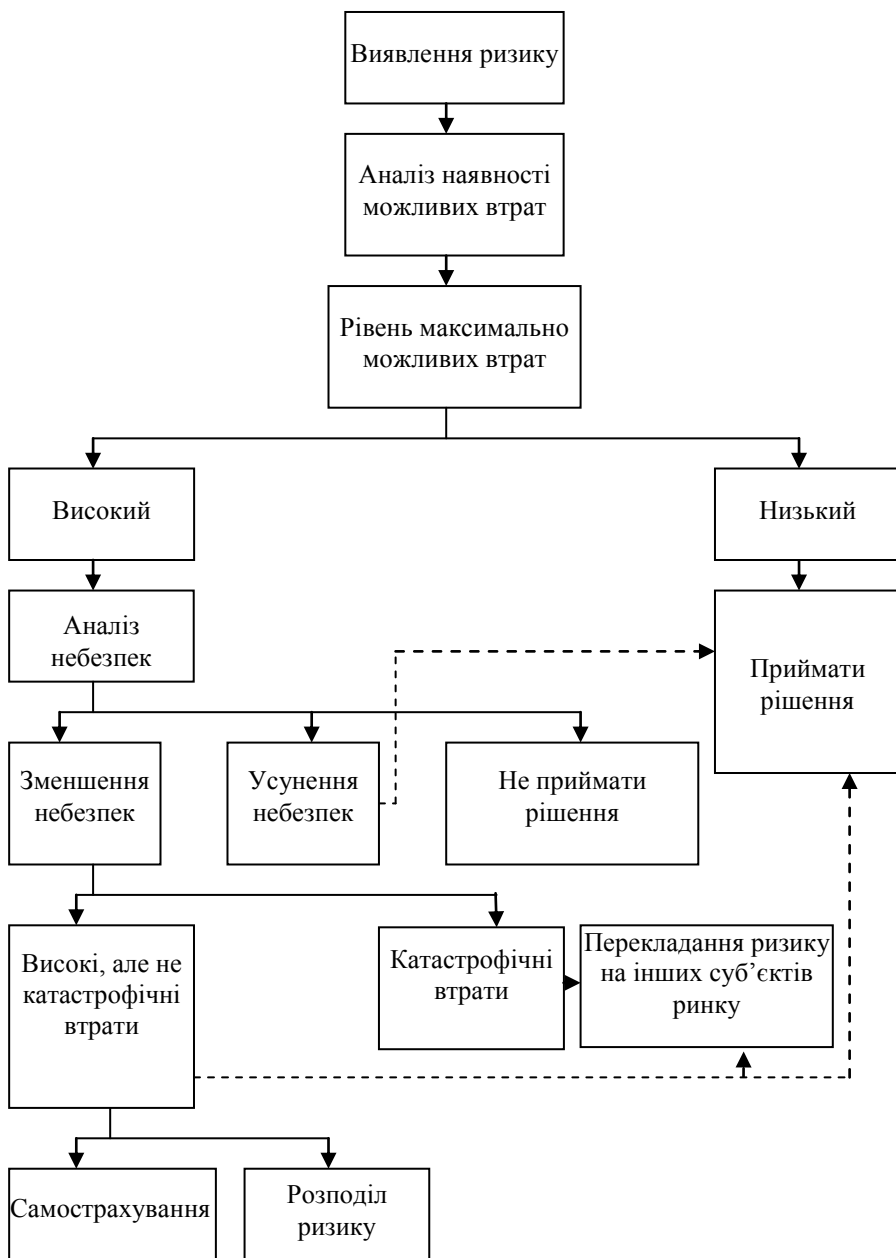 Виявлення ризику
Аналіз наявності
можливих втрат
Рівень максимально
можливих втрат
Високий
Низький
Аналіз
небезпек
Приймати
рішення
Зменшення
небезпек
Усунення
небезпек
Не приймати
рішення
Високі, але не
катастрофічні
втрати
Катастрофічні
втрати
Перекладання ризику
на інших суб’єктів
ринку
Самострахування
Розподіл
ризику